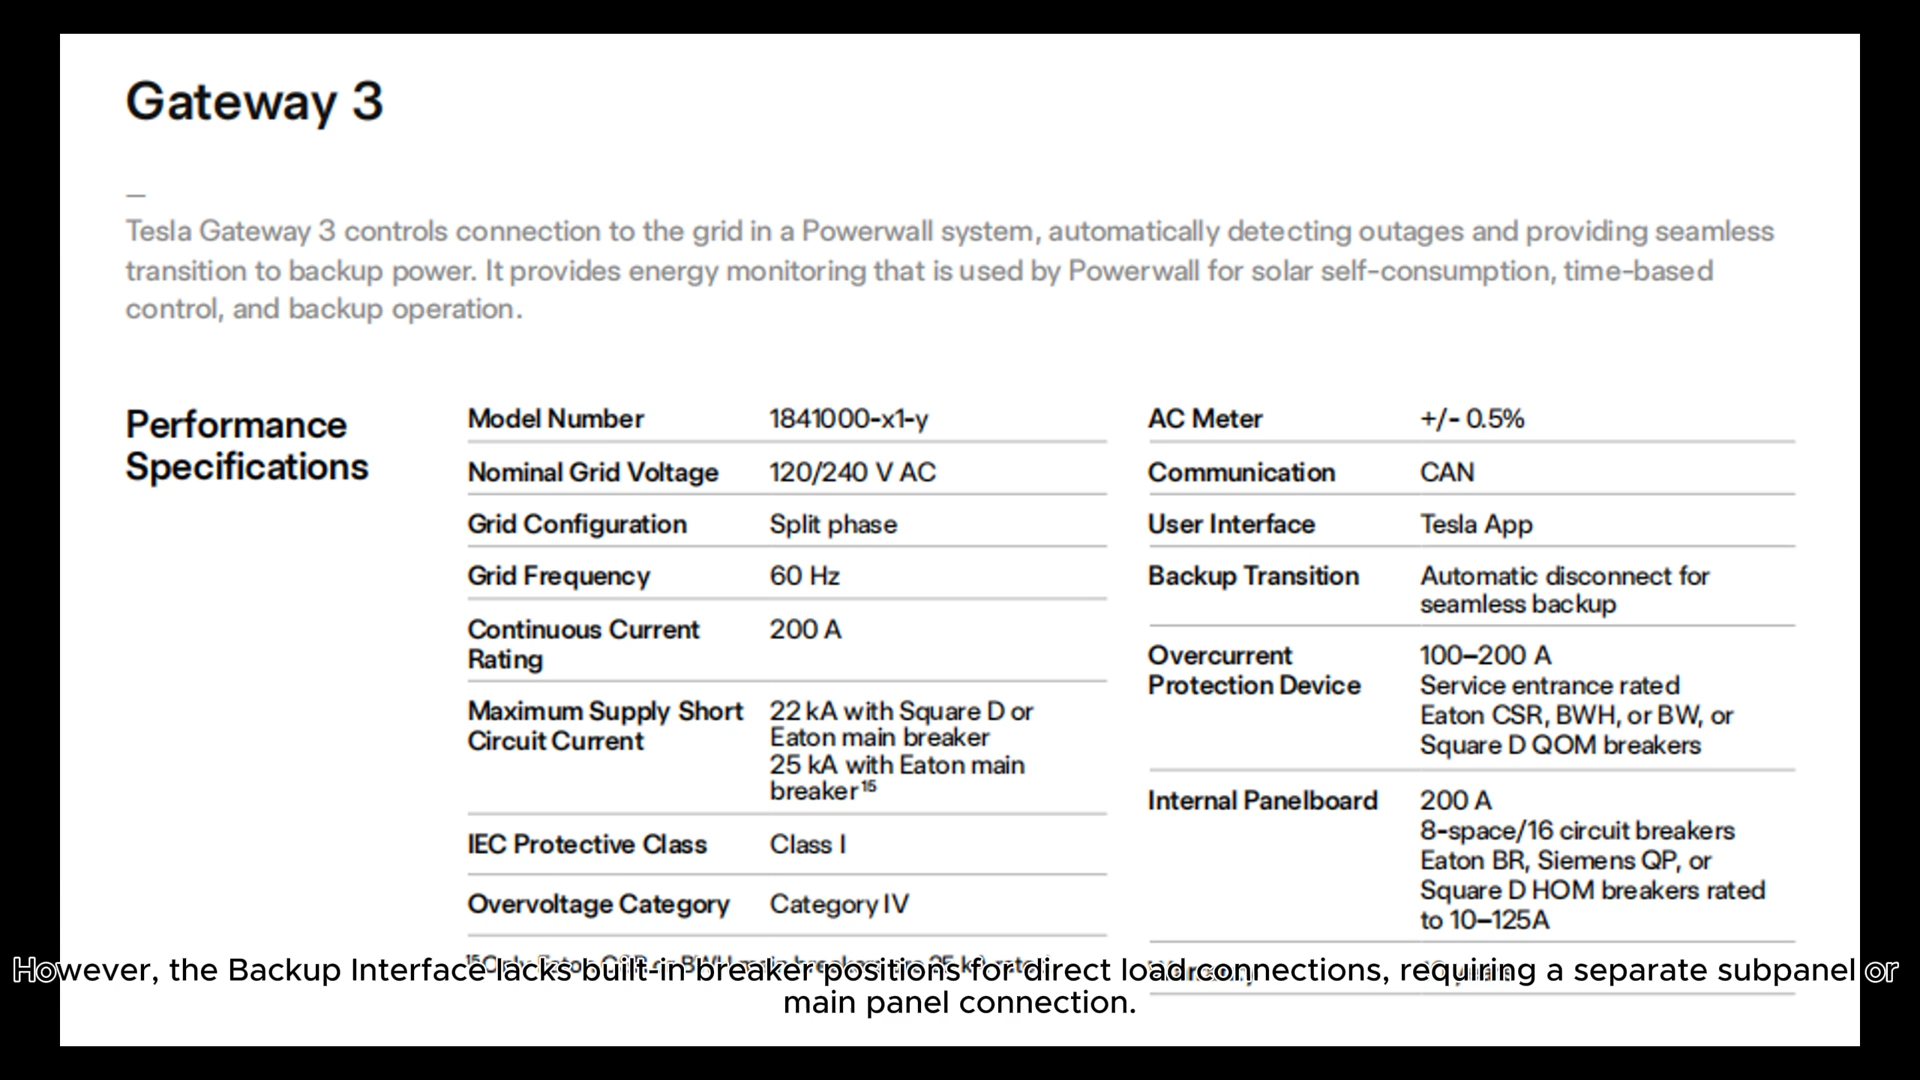 Gateway 3
—
Tesla Gateway 3 controls connection to the grid in a Powerwall system, automatically detecting outages and providing seamless
transition to backup power. It provides energy monitoring that is used by Powerwall for solar self-consumption, time-based
control, and backup operation.
Performance
Specifications
Model Number 1841000-x1-y
Nominal Grid Voltage 120/240 V AC
Grid Configuration Split phase
Grid Frequency 60 Hz
Continuous Current 200 A
Rating
Maximum Supply Short 22 kA with Square D or
Circuit Current Eaton main breaker
25 kA with Eaton main
breaker¹⁵
IEC Protective Class Class I
Overvoltage Category Category IV
AC Meter +/- 0.5%
Communication CAN
User Interface Tesla App
Backup Transition Automatic disconnect for
seamless backup
Overcurrent 100–200 A
Protection Device Service entrance rated
Eaton CSR, BWH, or BW, or
Square D QOM breakers
Internal Panelboard 200 A
8-space/16 circuit breakers
Eaton BR, Siemens QP, or
Square D HOM breakers rated
to 10–125A
However, the Backup Interface lacks built-in breaker positions for direct load connections, requiring a separate subpanel or
main panel connection.